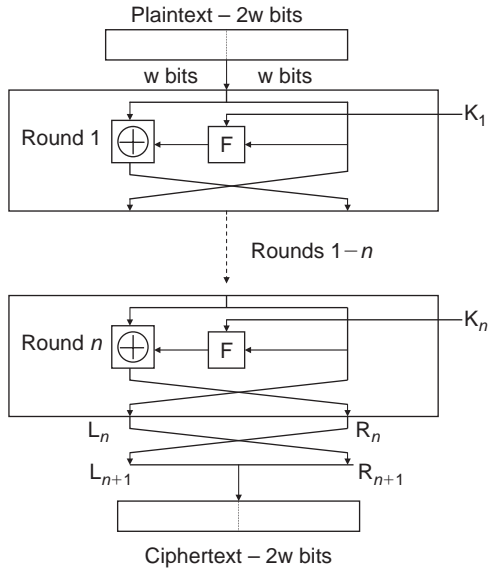 Plaintext – 2w bits
w bits w bits
K1
Round 1
F
Rounds 1–n
Round n
F
Kn
Ln Rn
Ln+1 Rn+1
Ciphertext – 2w bits